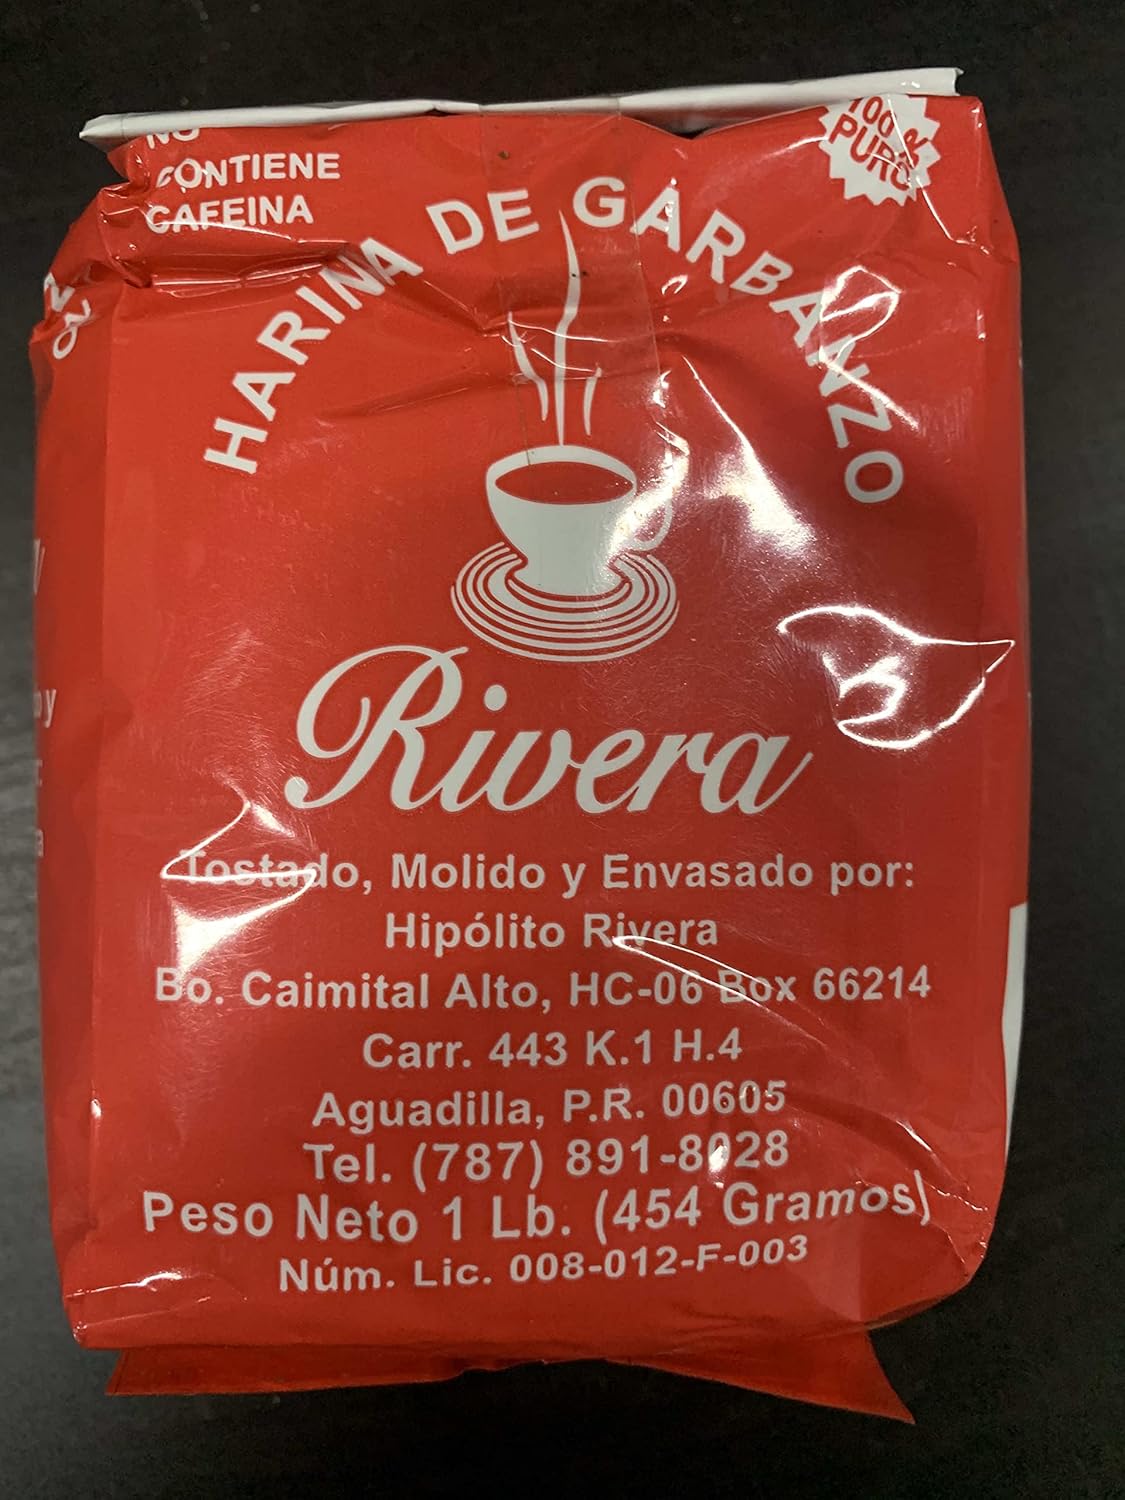 NO
CONTIENE
CAFEINA
100%
PURO
HARINA DE GARBANZO
Rivera
Tostado, Molido y Envasado por:
Hipólito Rivera
Bo. Caimital Alto, HC-06 Box 66214
Carr. 443 K.1 H.4
Aguadilla, P.R. 00605
Tel. (787) 891-8028
Peso Neto 1 Lb. (454 Gramos)
Núm. Lic. 008-012-F-003